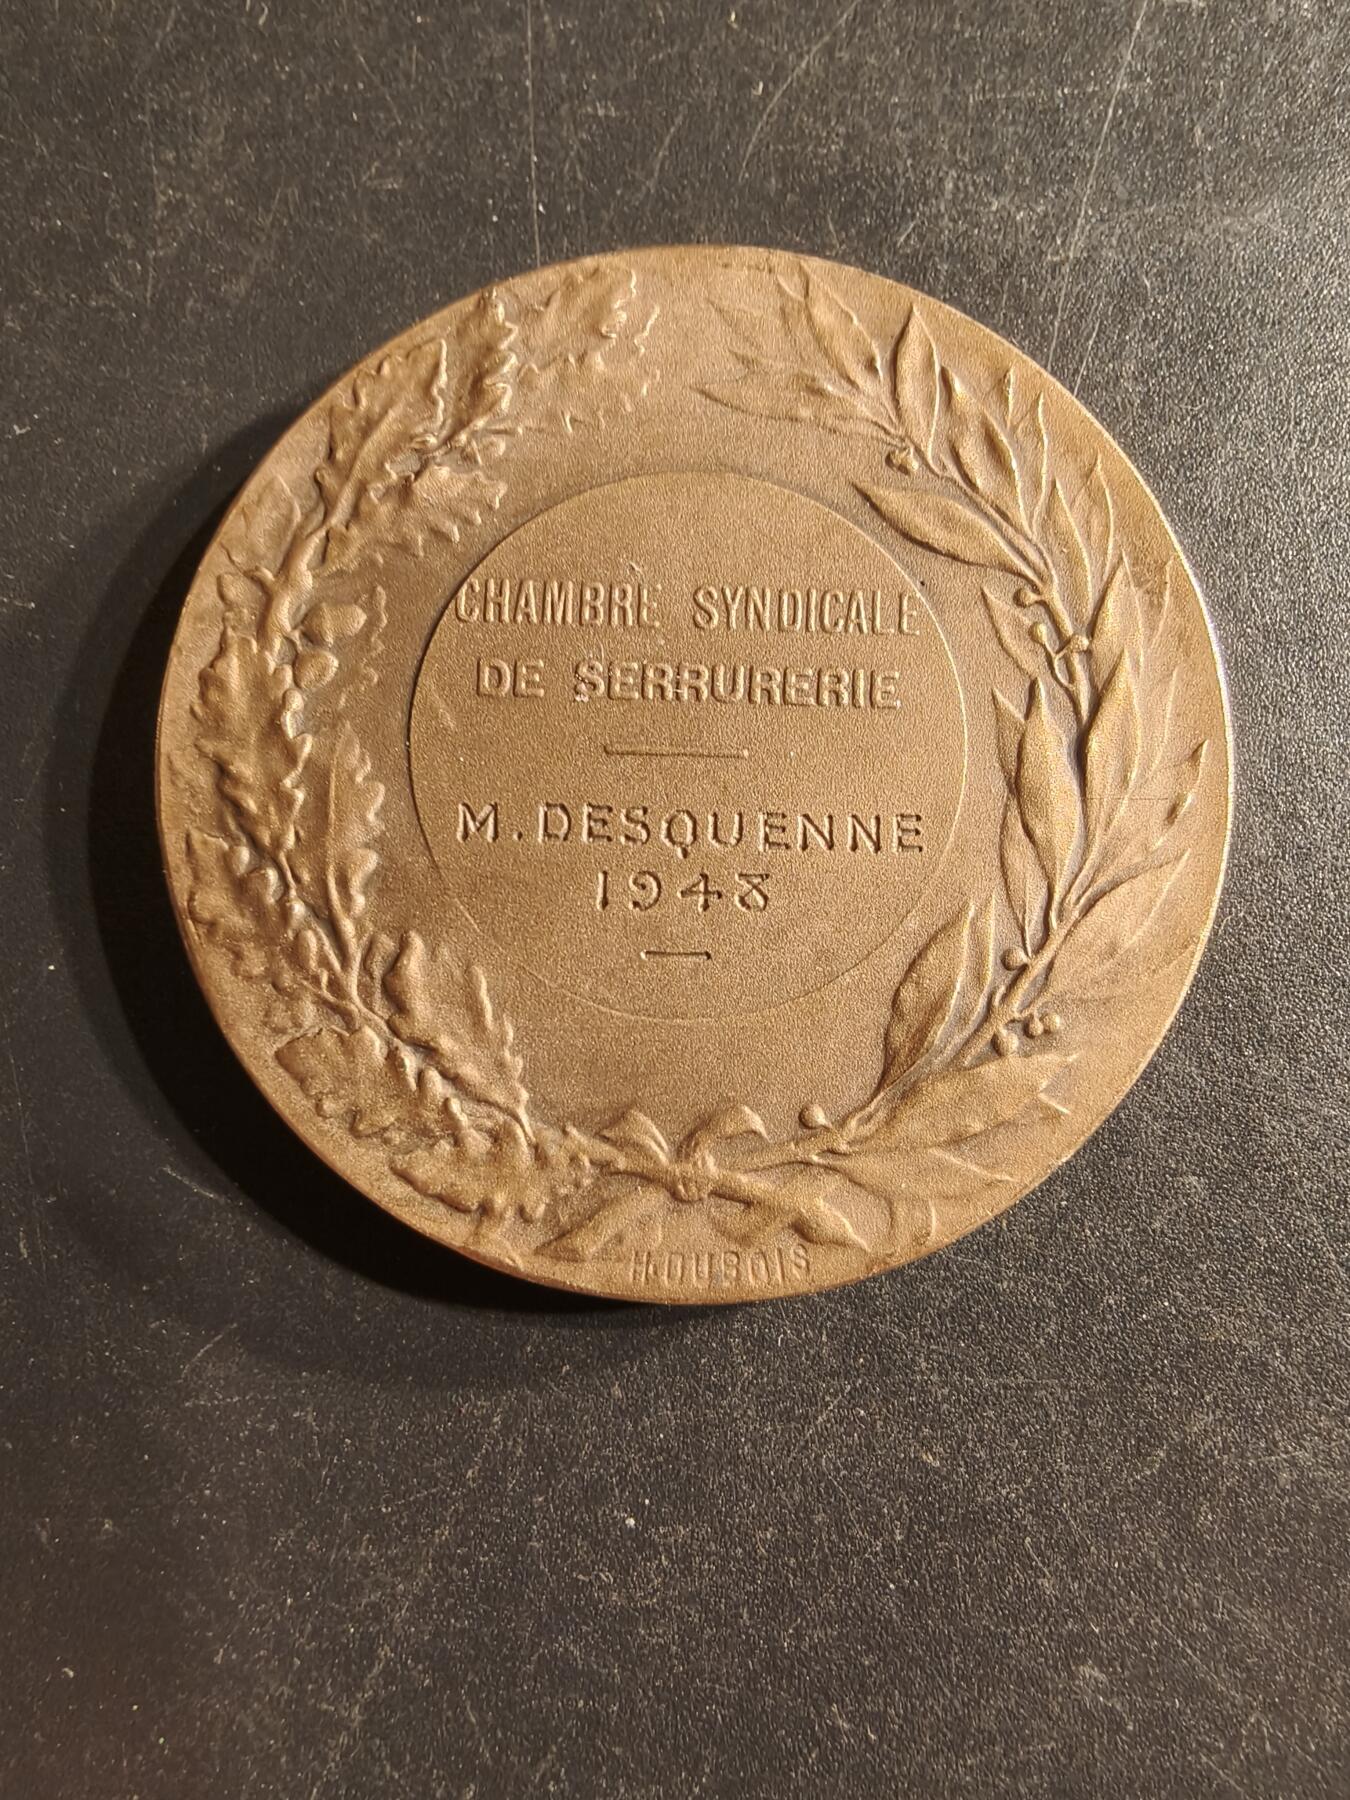 CHAMBRE SYNDICALE
DE SERRURERIE
M. DESQUENNE
1948
H. DUBOIS